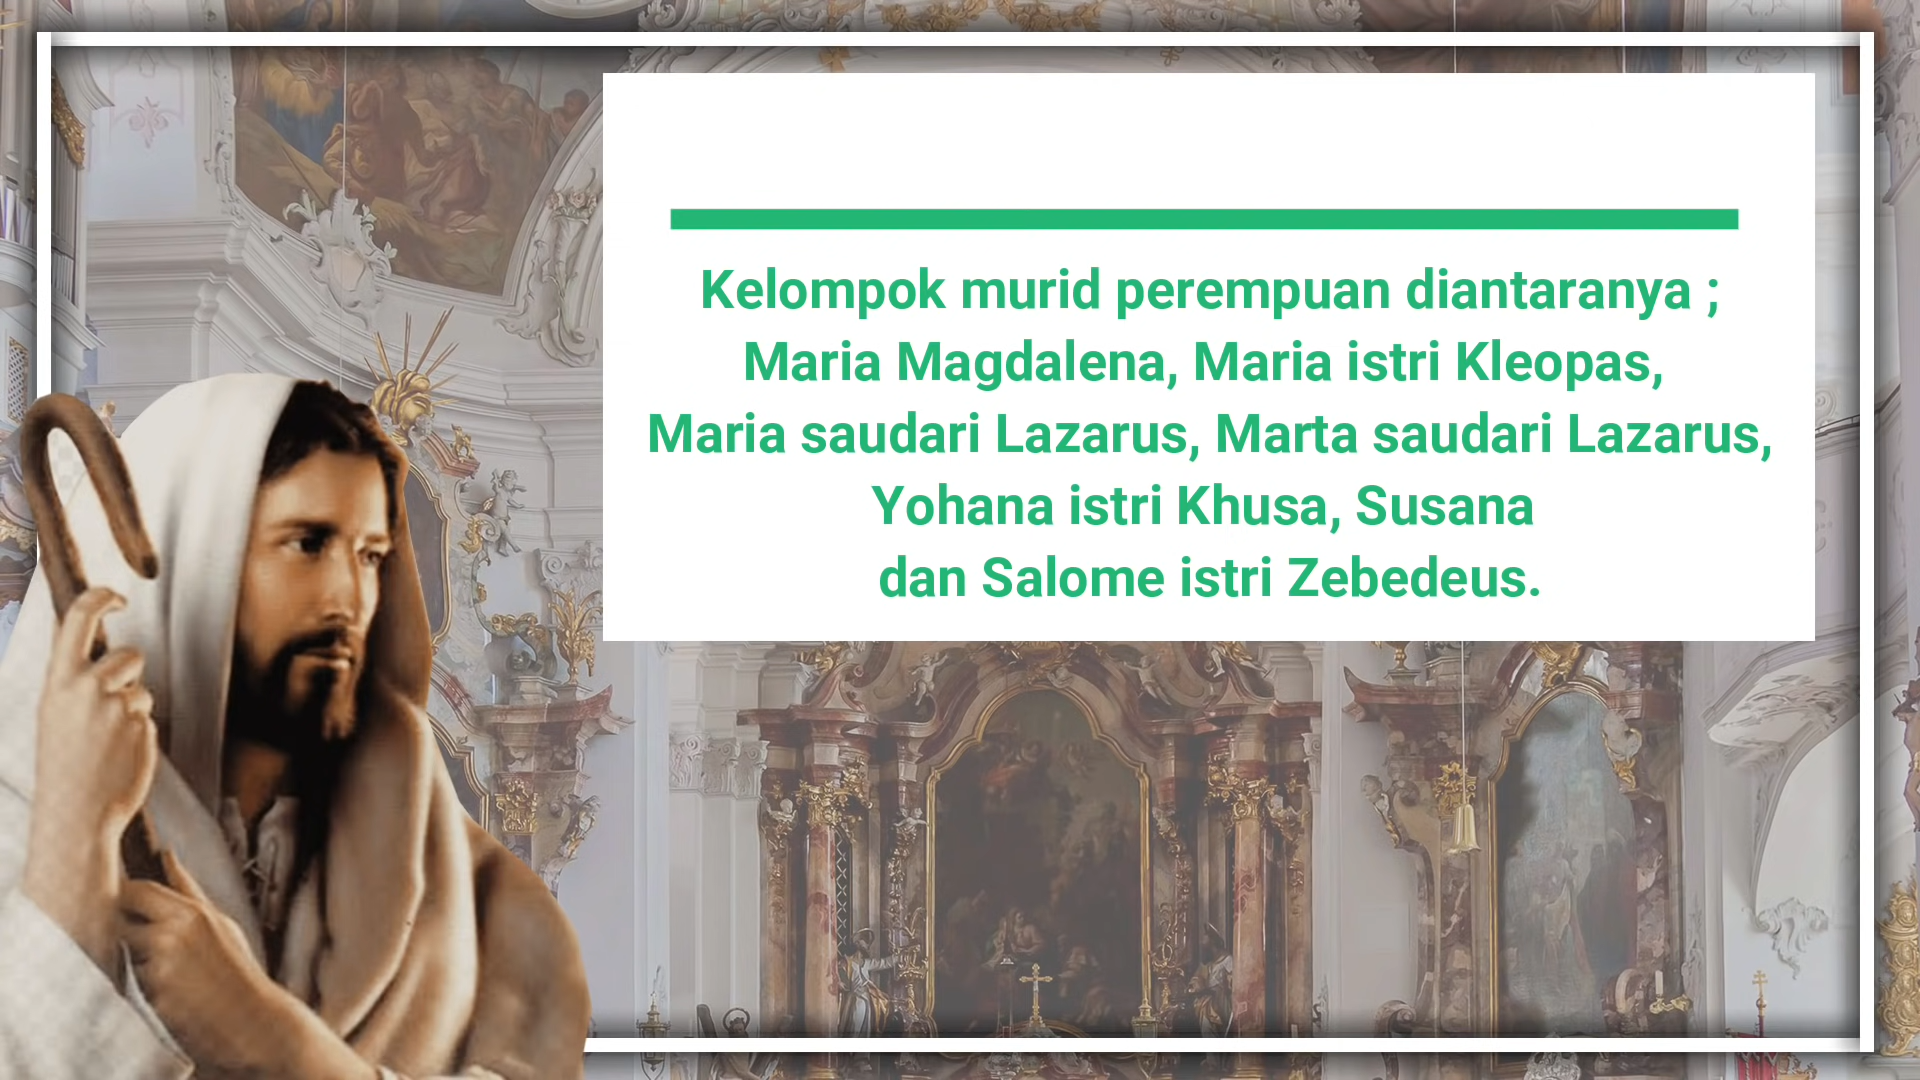 Kelompok murid perempuan diantaranya ;
Maria Magdalena, Maria istri Kleopas,
Maria saudari Lazarus, Marta saudari Lazarus,
Yohana istri Khusa, Susana
dan Salome istri Zebedeus.